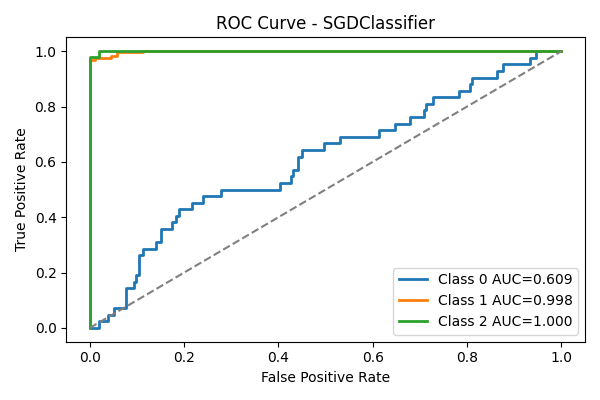 ROC Curve - SGDClassifier
True Positive Rate
1.0
0.8
0.6
0.4
0.2
0.0
Class 0 AUC=0.609
Class 1 AUC=0.998
Class 2 AUC=1.000
0.0 0.2 0.4 0.6 0.8 1.0
False Positive Rate